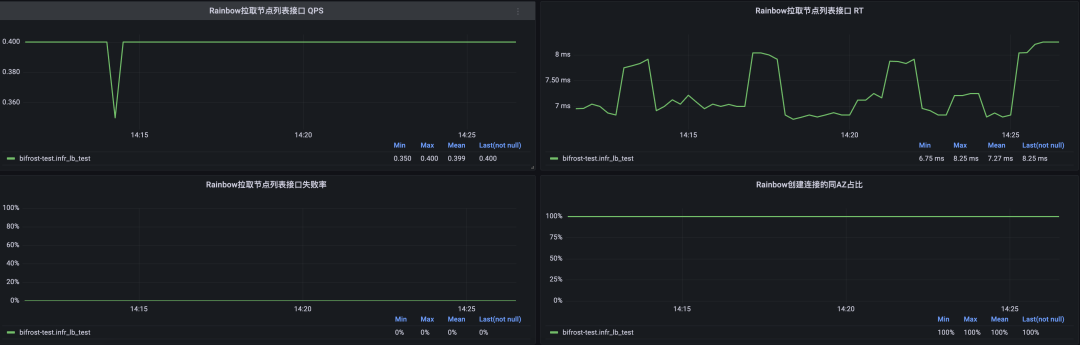 Rainbow拉取节点列表接口 QPS
0.400
0.380
0.360
14:15
14:20
14:25
Min Max Mean Last(not null)
bifrost-test.infr_lb_test 0.350 0.400 0.399 0.400
Rainbow拉取节点列表接口 RT
8 ms
7.50 ms
7 ms
14:15
14:20
14:25
Min Max Mean Last(not null)
bifrost-test.infr_lb_test 6.75 ms 8.25 ms 7.27 ms 8.25 ms
Rainbow拉取节点列表接口失败率
100%
80%
60%
40%
20%
0%
14:15
14:20
14:25
Min Max Mean Last(not null)
bifrost-test.infr_lb_test 0% 0% 0% 0%
Rainbow创建连接的同AZ占比
100%
75%
50%
25%
0%
14:15
14:20
14:25
Min Max Mean Last(not null)
bifrost-test.infr_lb_test 100% 100% 100% 100%